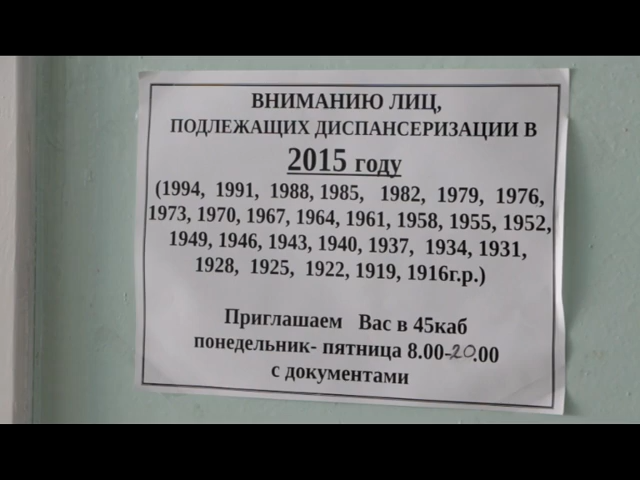 ВНИМАНИЮ ЛИЦ,
ПОДЛЕЖАЩИХ ДИСПАНСЕРИЗАЦИИ В
2015 году
(1994, 1991, 1988, 1985, 1982, 1979, 1976,
1973, 1970, 1967, 1964, 1961, 1958, 1955, 1952,
1949, 1946, 1943, 1940, 1937, 1934, 1931,
1928, 1925, 1922, 1919, 1916г.р.)
Приглашаем Вас в 45каб
понедельник- пятница 8.00-20.00
с документами